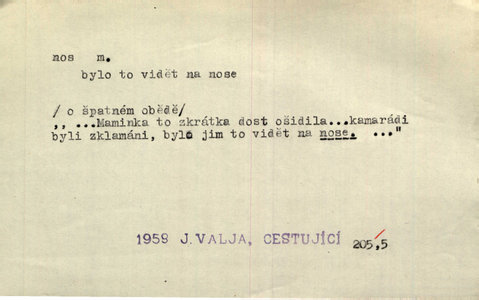 nos m.
bylo to vidět na nose
/ o špatném obědě/
,, ...Maminka to zkrátka dost ošidila...kamarádi
byli zklamáni, bylo jim to vidět na nose. ..."
1959 J.VALJA, CESTUJÍCÍ 205,5